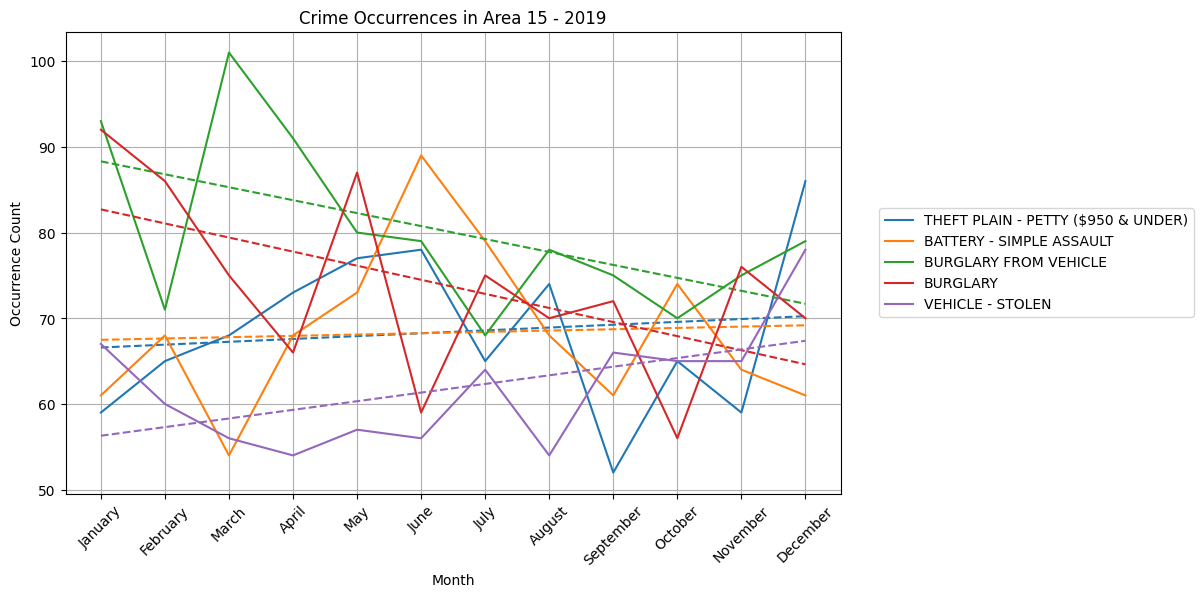 Crime Occurrences in Area 15 - 2019
Occurrence Count
100
90
80
70
60
50
January
February
March
April
May
June
July
August
September
October
November
December
Month
THEFT PLAIN - PETTY ($950 & UNDER)
BATTERY - SIMPLE ASSAULT
BURGLARY FROM VEHICLE
BURGLARY
VEHICLE - STOLEN